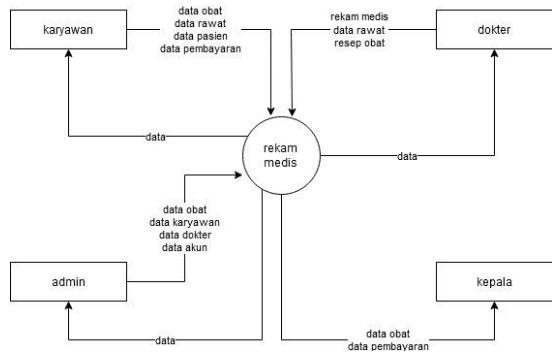 karyawan
data obat
data rawat
data pasien
data pembayaran
rekam medis
data rawat
resep obat
dokter
data
rekam
medis
data
data obat
data karyawan
data dokter
data akun
admin
kepala
data
data obat
data pembayaran